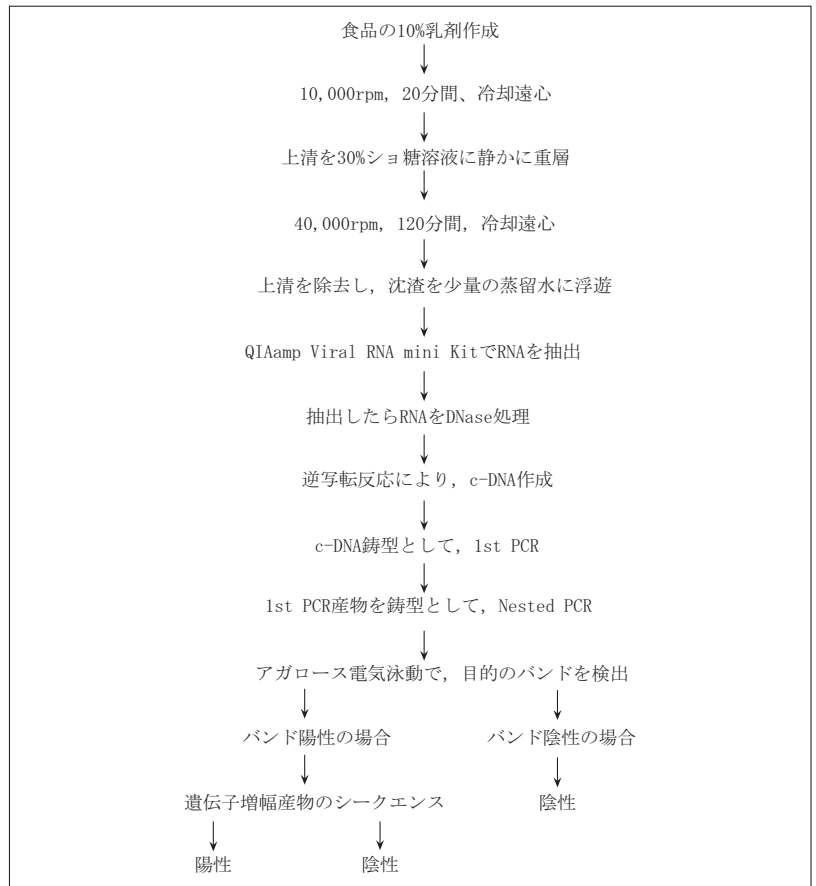 食品の10%乳剤作成
10,000rpm, 20分間、冷却遠心
上清を30%ショ糖溶液に静かに重層
40,000rpm, 120分間, 冷却遠心
上清を除去し, 沈渣を少量の蒸留水に浮遊
QIAamp Viral RNA mini KitでRNAを抽出
抽出したらRNAをDNase処理
逆写転反応により, c-DNA作成
c-DNA鋳型として, 1st PCR
1st PCR産物を鋳型として, Nested PCR
アガロース電気泳動で, 目的のバンドを検出
バンド陽性の場合 バンド陰性の場合
遺伝子増幅産物のシークエンス 陰性
陽性 陰性